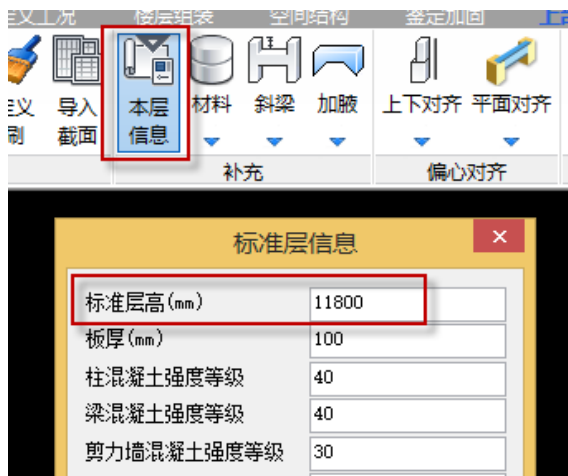 定义工况 楼层组装 空间结构 鉴定加固
导入 本层 材料 斜梁 加腋 上下对齐 平面对齐
刷 截面 信息
补充 偏心对齐
标准层信息
标准层高(mm) 11800
板厚(mm) 100
柱混凝土强度等级 40
梁混凝土强度等级 40
剪力墙混凝土强度等级 30